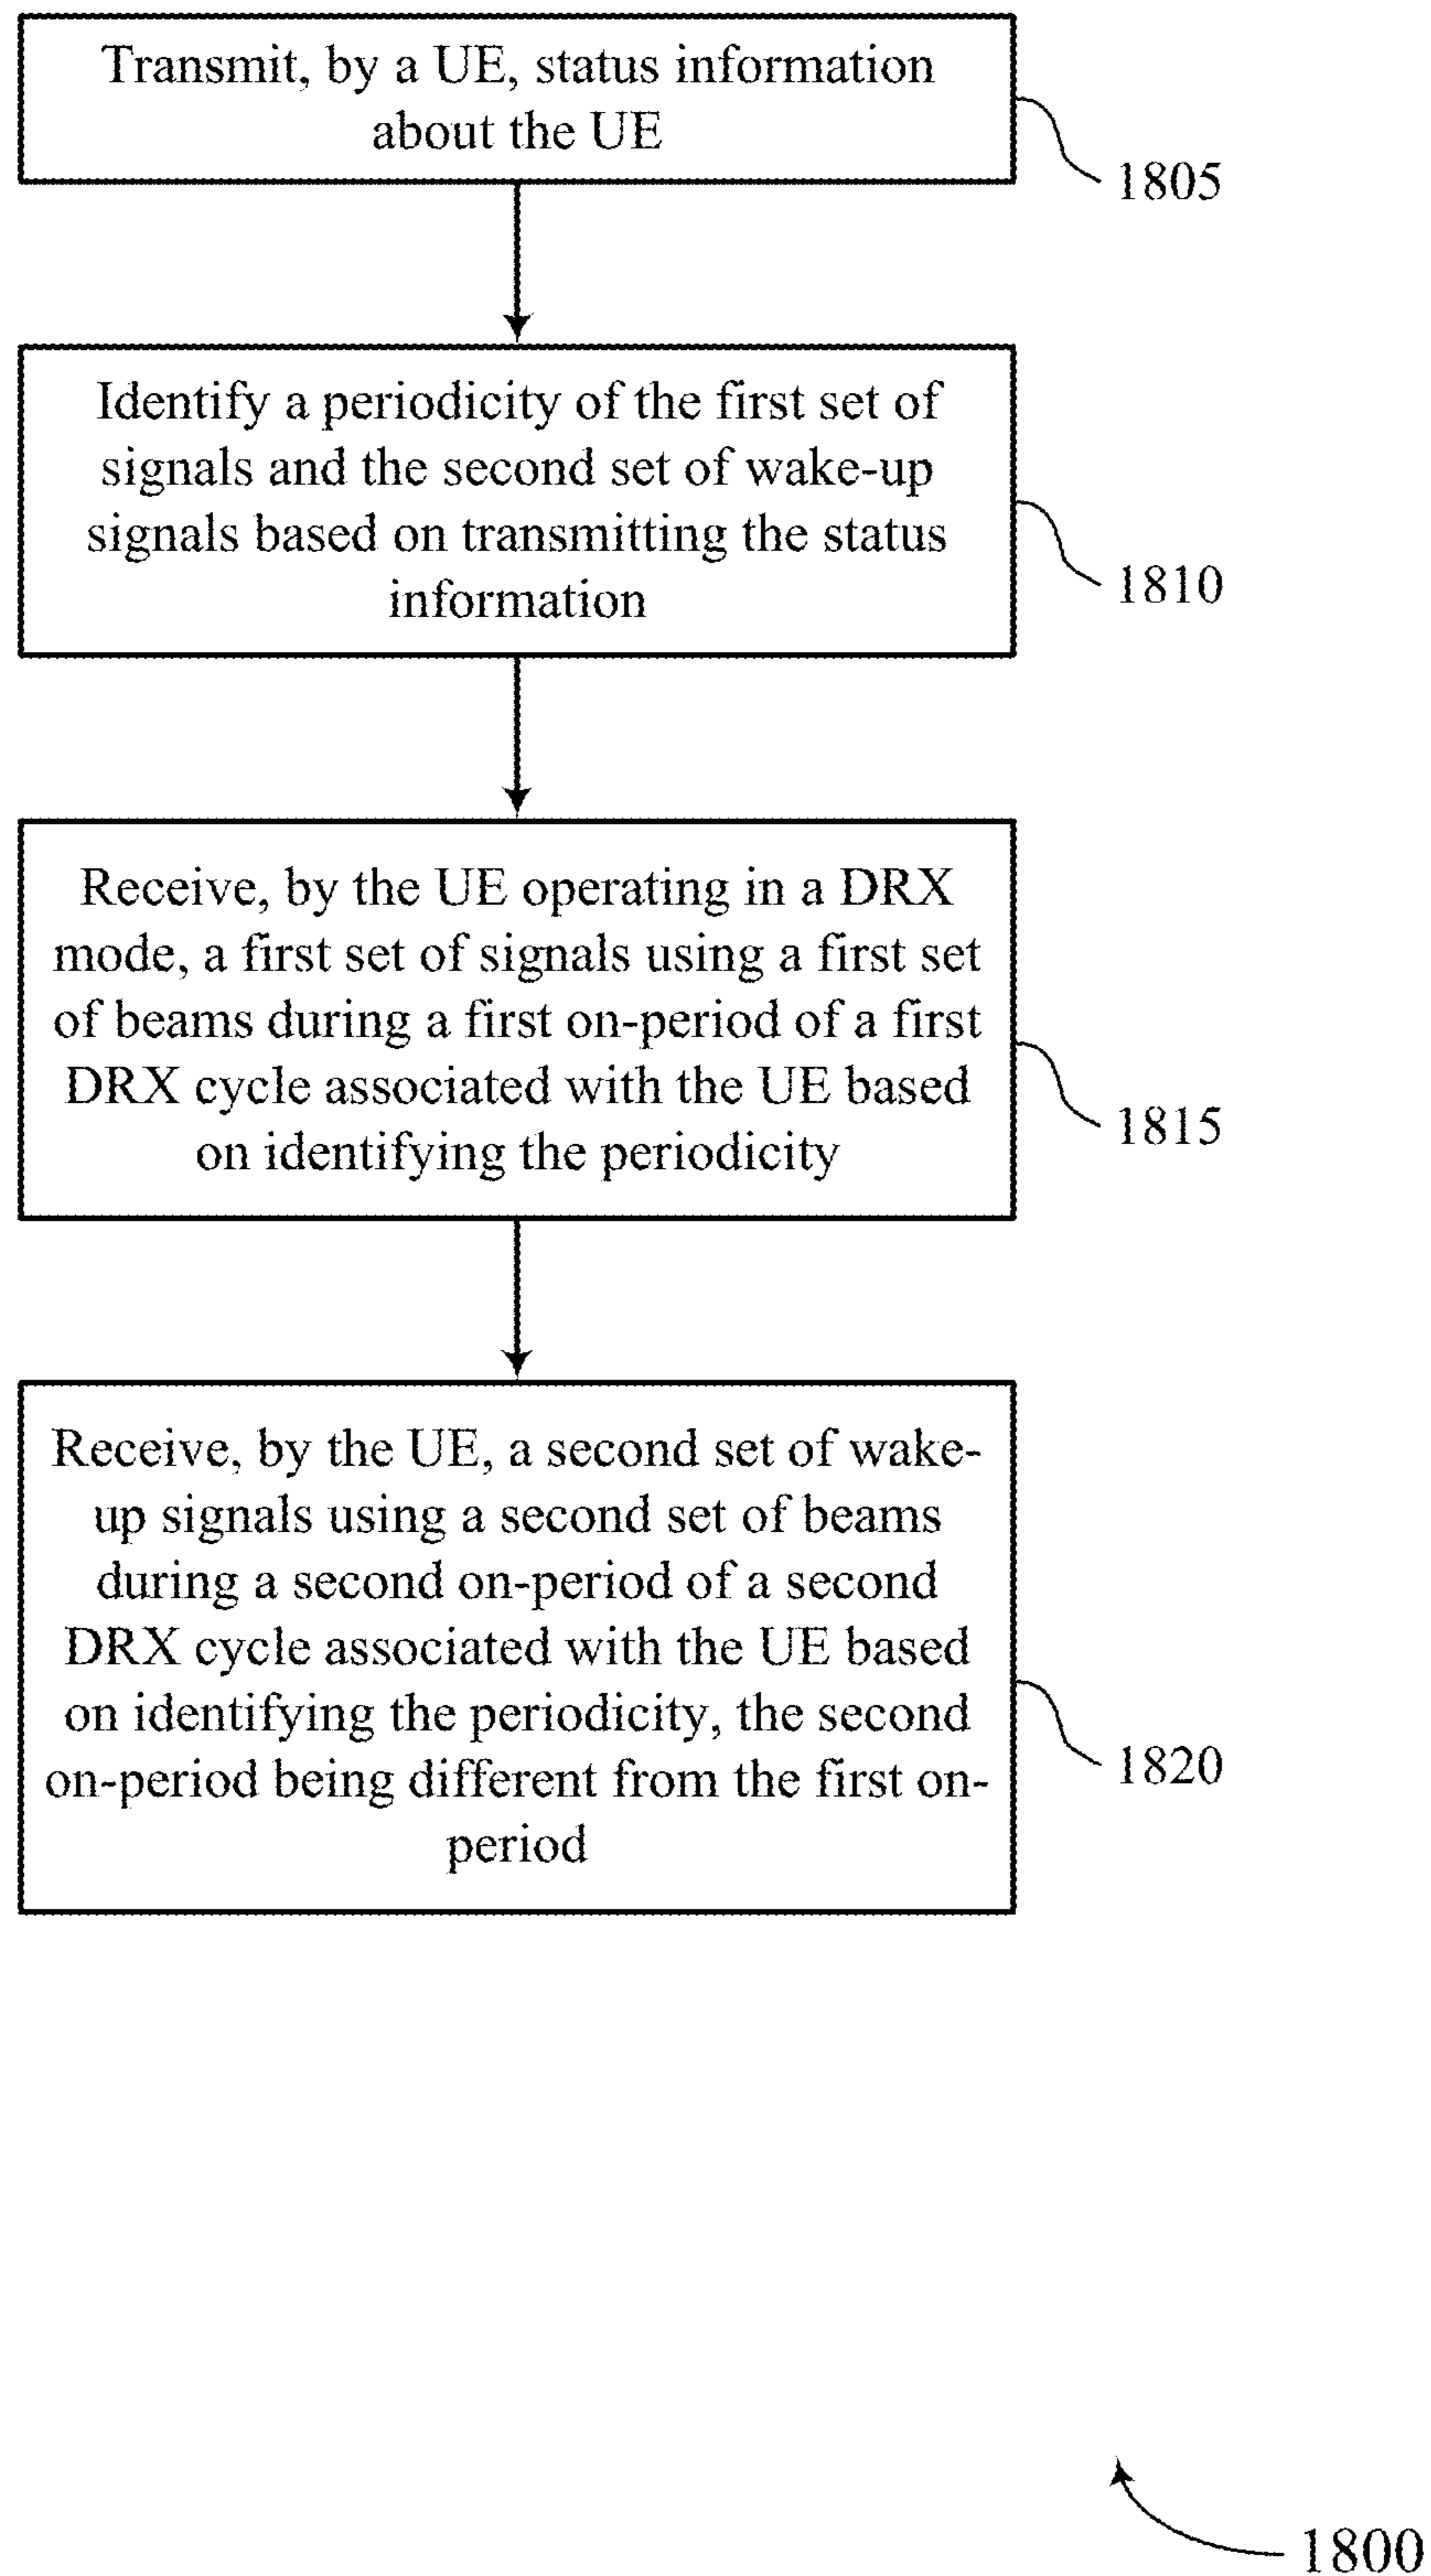 Transmit, by a UE, status information
about the UE
1805
Identify a periodicity of the first set of
signals and the second set of wake-up
signals based on transmitting the status
information
1810
Receive, by the UE operating in a DRX
mode, a first set of signals using a first set
of beams during a first on-period of a first
DRX cycle associated with the UE based
on identifying the periodicity
1815
Receive, by the UE, a second set of wake-
up signals using a second set of beams
during a second on-period of a second
DRX cycle associated with the UE based
on identifying the periodicity, the second
on-period being different from the first on-
period
1820
1800